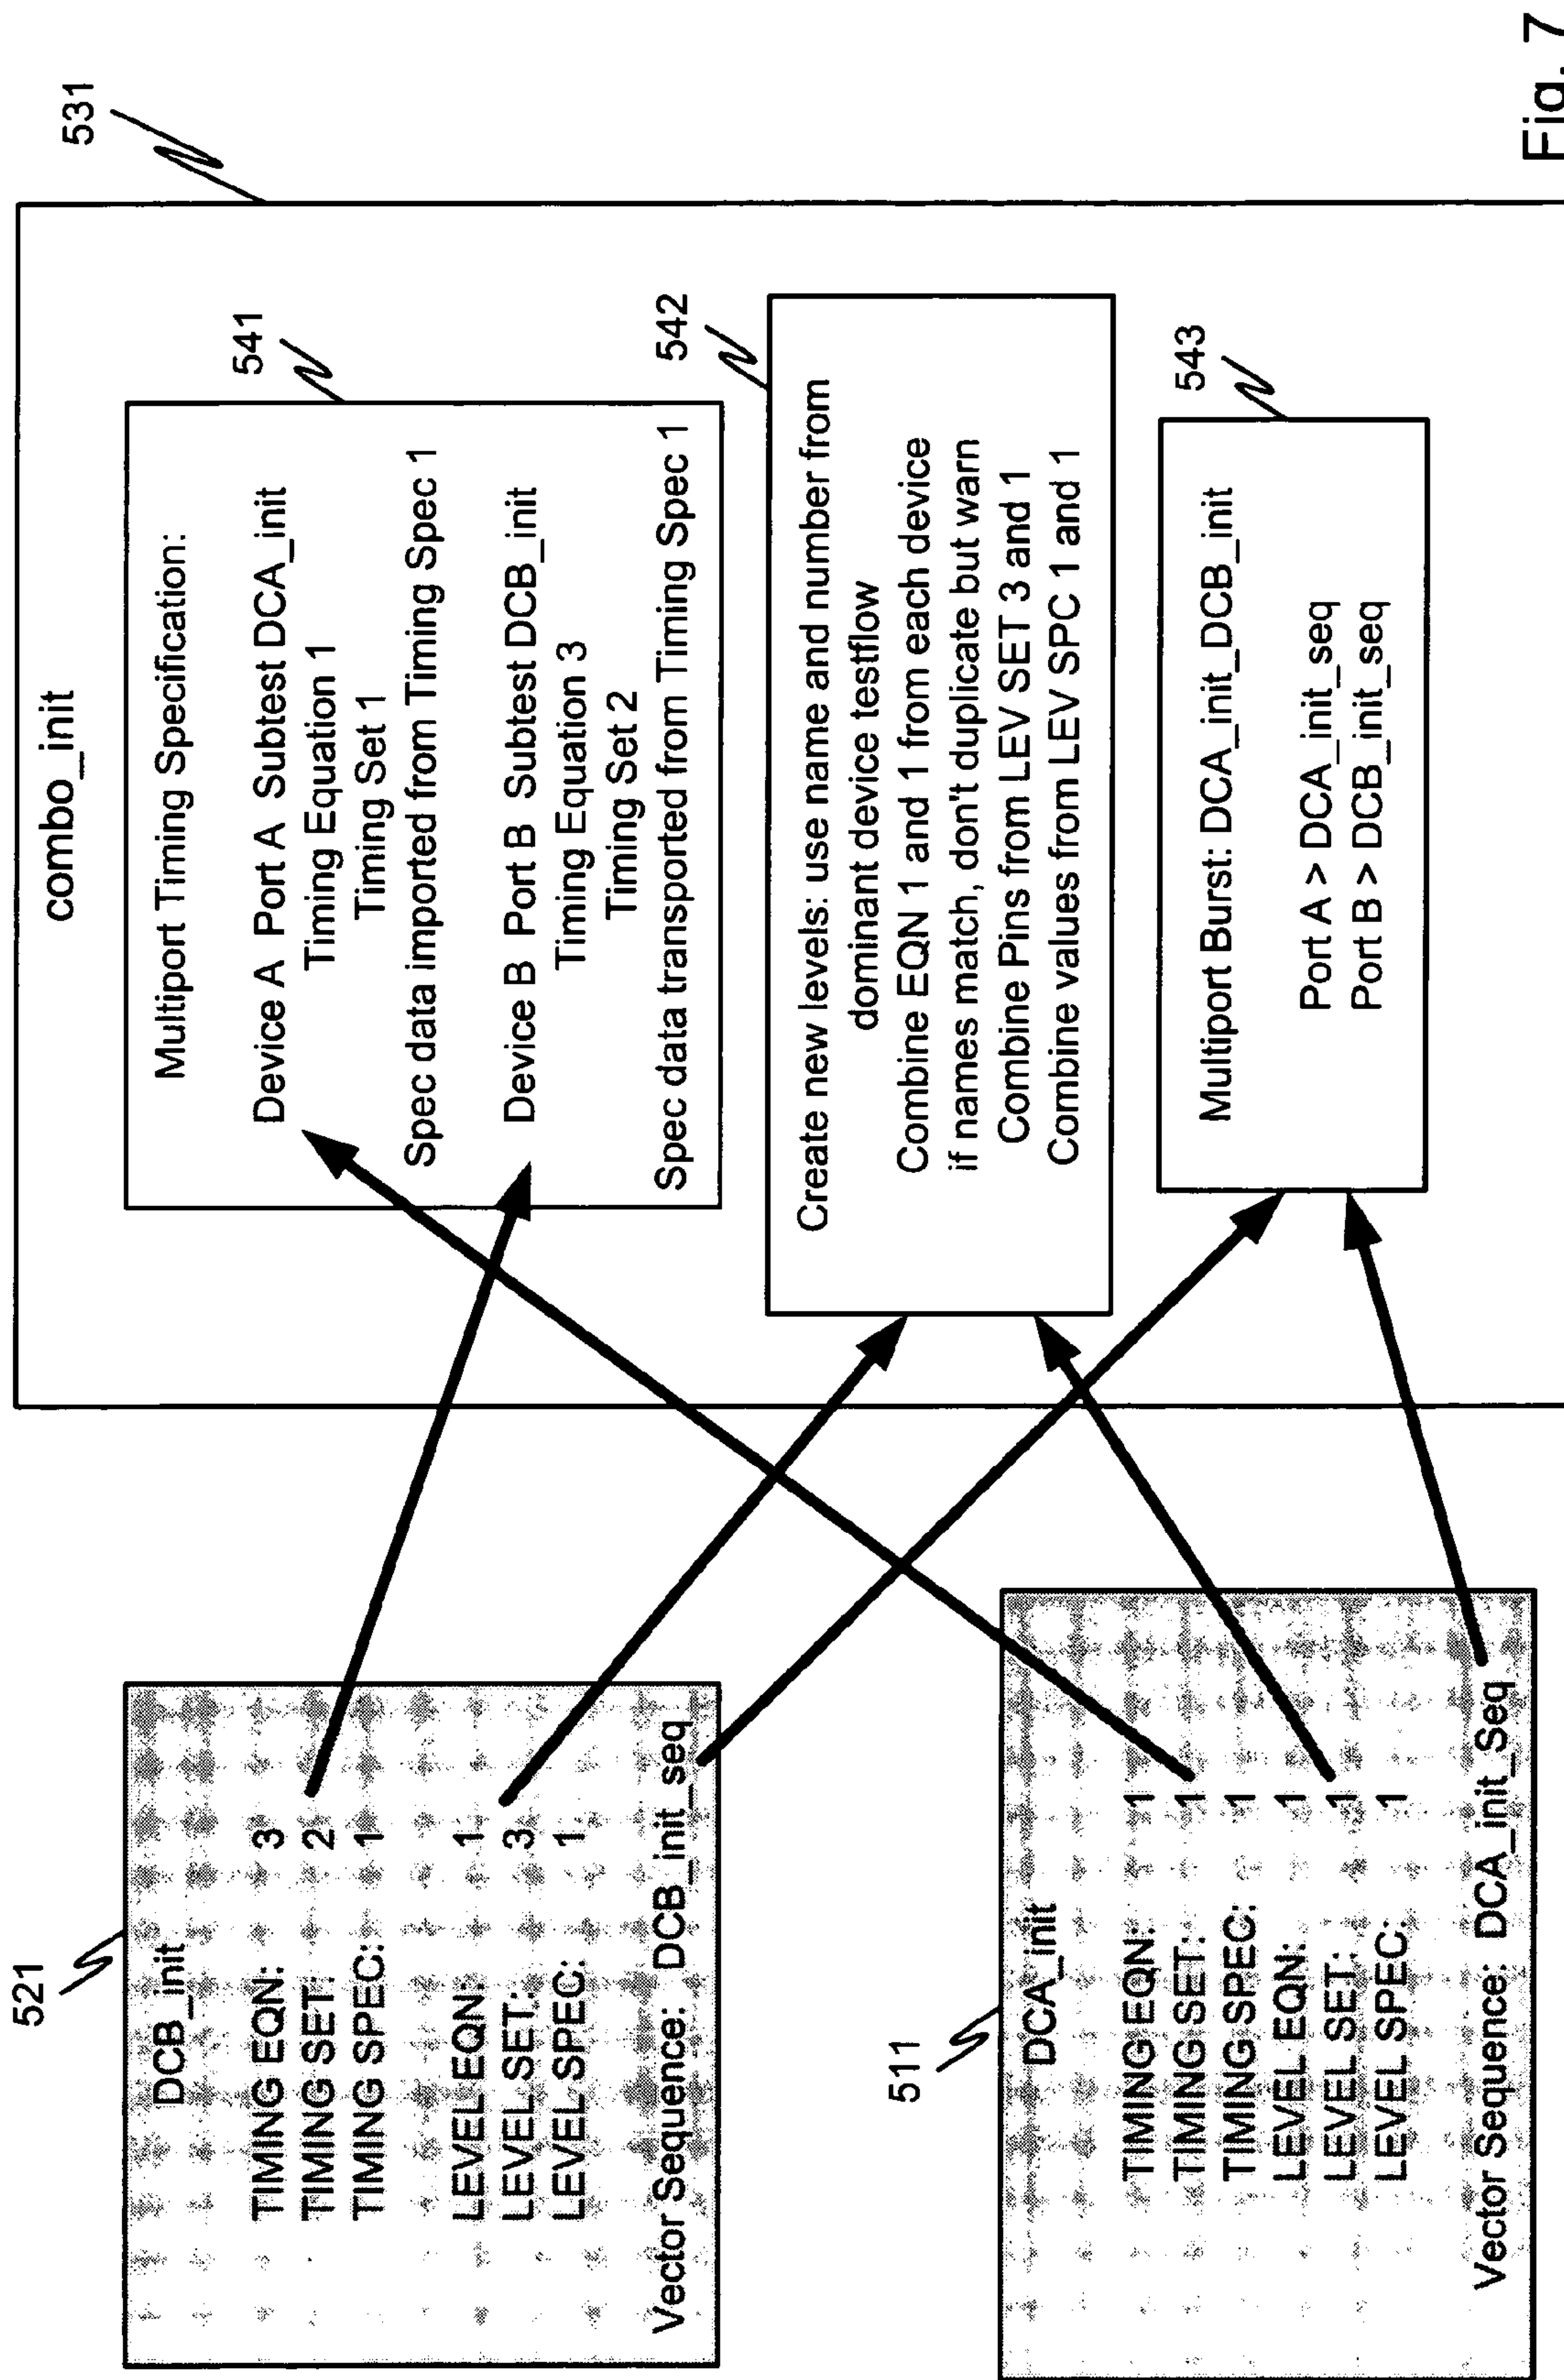 521
DCB_init
TIMING EQN: 3
TIMING SET: 2
TIMING SPEC: 1
LEVEL EQN: 1
LEVEL SET: 3
LEVEL SPEC: 1
Vector Sequence: DCB_init_seq
511
DCA_init
TIMING EQN: 1
TIMING SET: 1
TIMING SPEC: 1
LEVEL EQN: 1
LEVEL SET: 1
LEVEL SPEC: 1
Vector Sequence: DCA_init_Seq
combo_init
531
541
Multiport Timing Specification:
Device A Port A Subtest DCA_init
Timing Equation 1
Timing Set 1
Spec data imported from Timing Spec 1
Device B Port B Subtest DCB_init
Timing Equation 3
Timing Set 2
Spec data transported from Timing Spec 1
542
Create new levels: use name and number from
dominant device testflow
Combine EQN 1 and 1 from each device
if names match, don't duplicate but warn
Combine Pins from LEV SET 3 and 1
Combine values from LEV SPC 1 and 1
543
Multiport Burst: DCA_init_DCB_init
Port A > DCA_init_seq
Port B > DCB_init_seq
Fig. 7